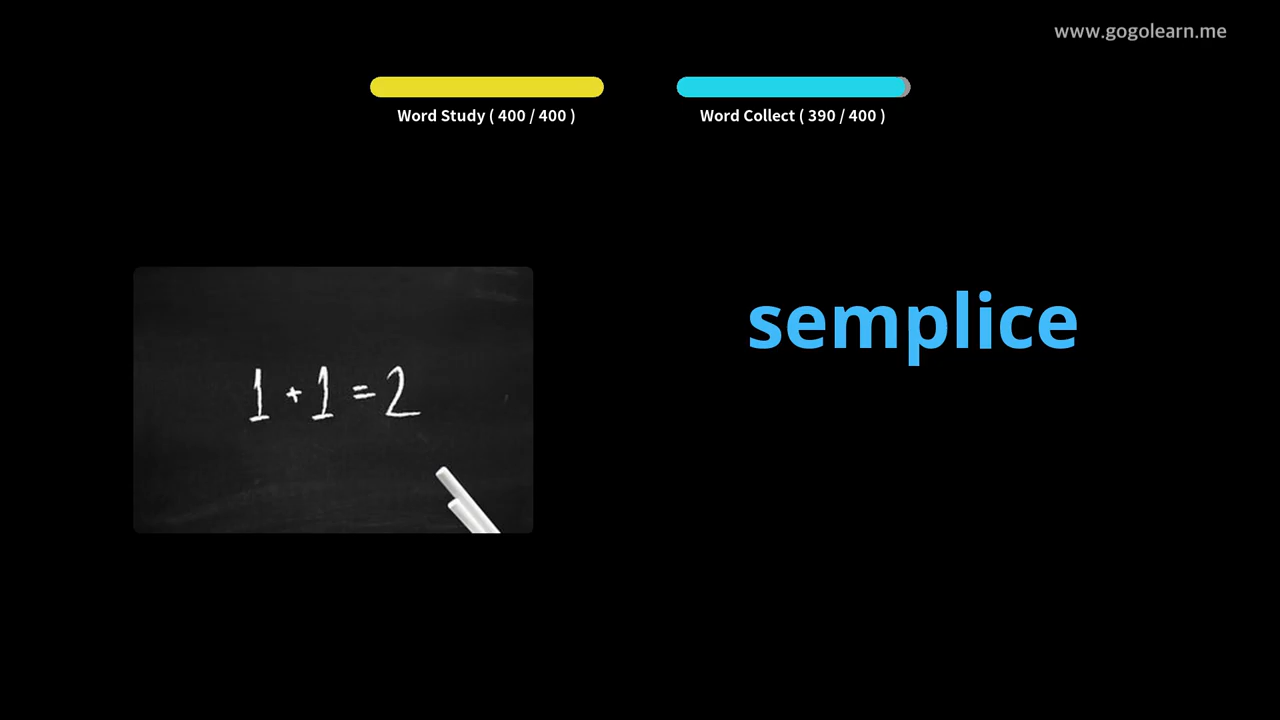 www.gogolearn.me
Word Study ( 400 / 400 )
Word Collect ( 390 / 400 )
semplice
1 + 1 = 2